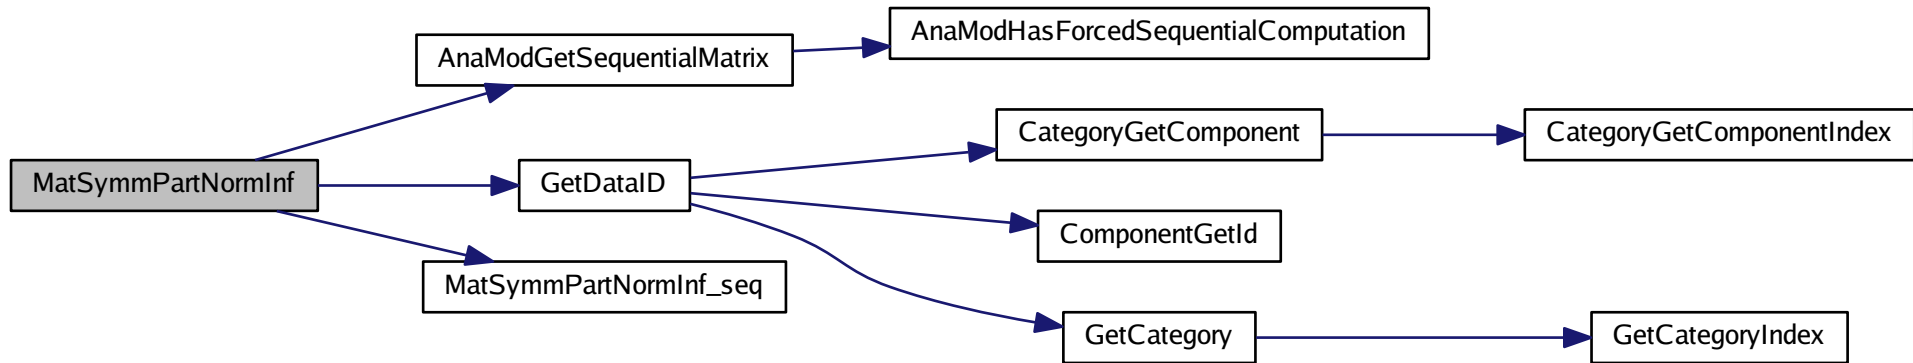 MatSymmPartNormInf
AnaModGetSequentialMatrix
AnaModHasForcedSequentialComputation
GetDataID
CategoryGetComponent
CategoryGetComponentIndex
ComponentGetId
MatSymmPartNormInf_seq
GetCategory
GetCategoryIndex